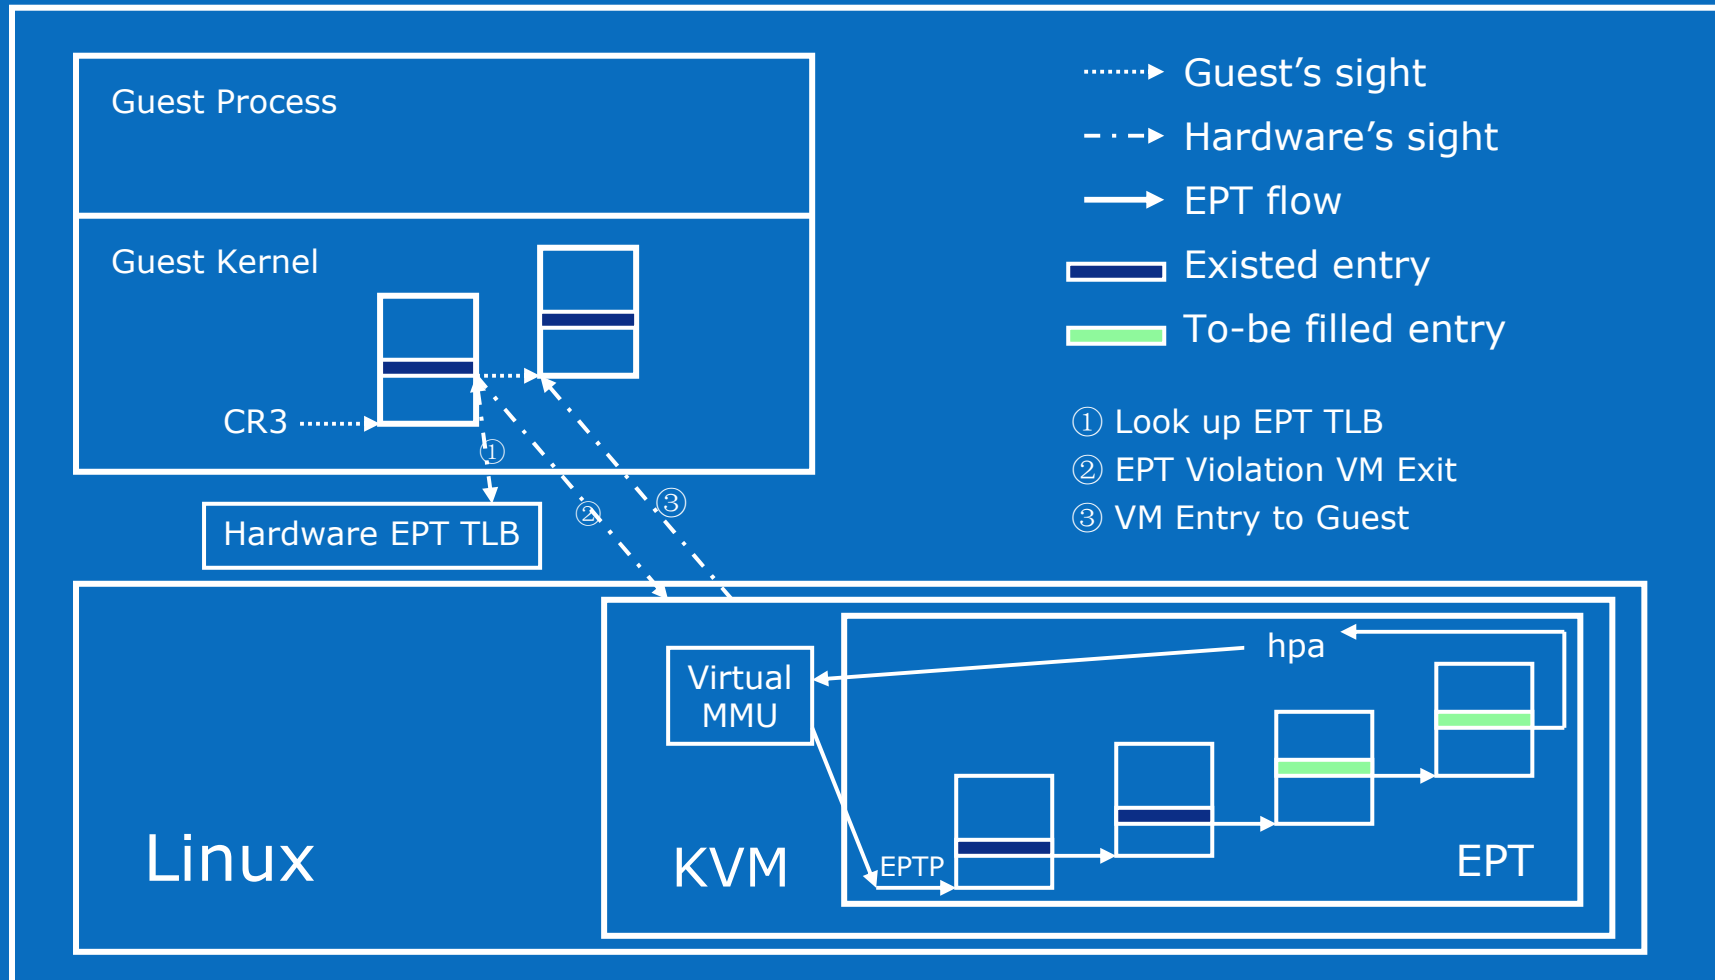 Guest Process
Guest Kernel
CR3
①
②
③
Hardware EPT TLB
Guest’s sight
Hardware’s sight
EPT flow
Existed entry
To-be filled entry
① Look up EPT TLB
② EPT Violation VM Exit
③ VM Entry to Guest
Linux
KVM
Virtual
MMU
hpa
EPTP
EPT